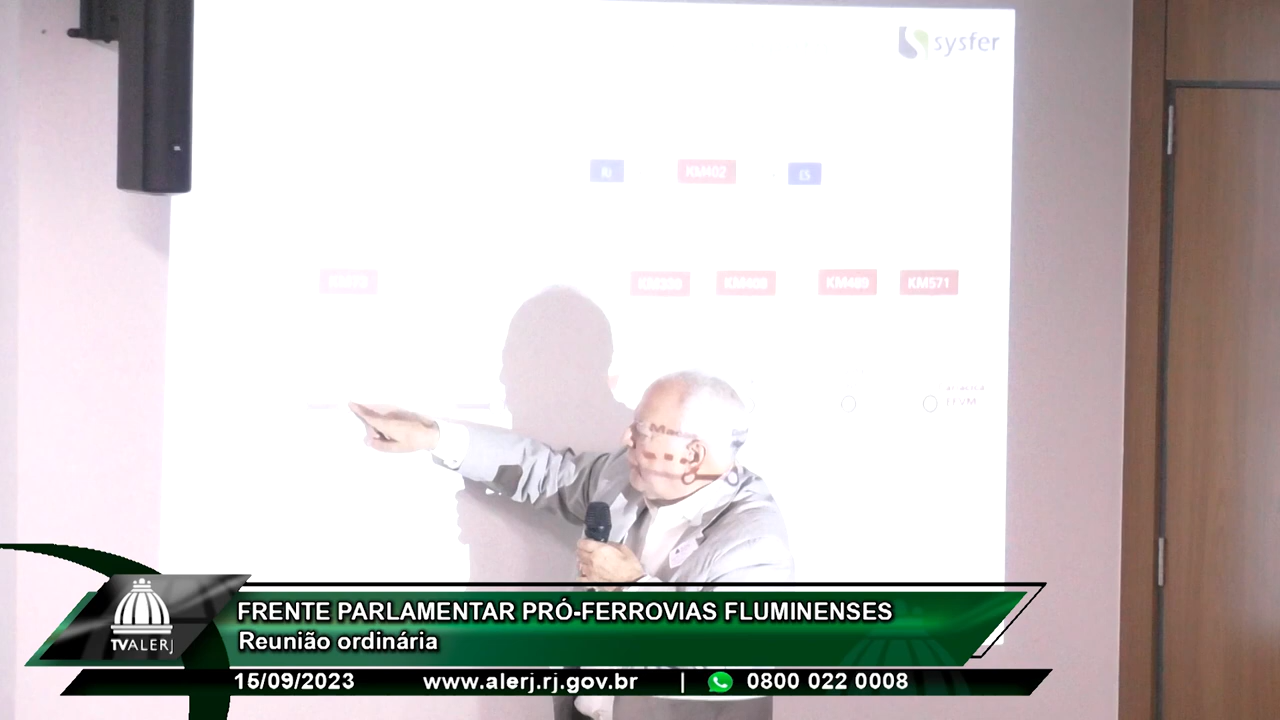 sysfer
RJ
KM402
ES
KM408
KM489
KM571
FRENTE PARLAMENTAR PRÓ-FERROVIAS FLUMINENSES
Reunião ordinária
TVALERJ
15/09/2023 www.alerj.rj.gov.br | 0800 022 0008